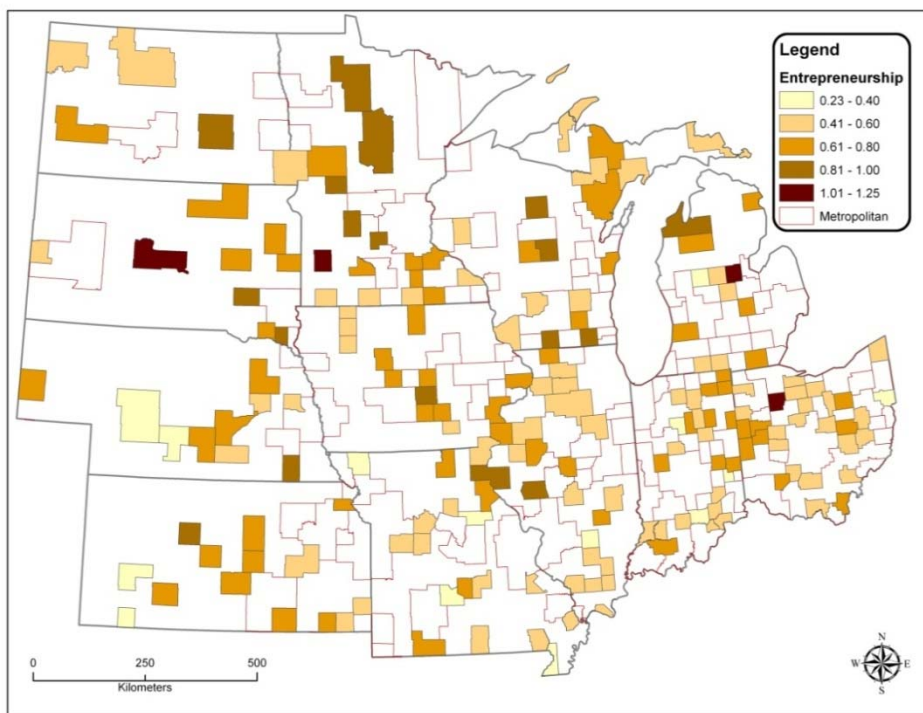 Legend
Entrepreneurship
0.23 - 0.40
0.41 - 0.60
0.61 - 0.80
0.81 - 1.00
1.01 - 1.25
Metropolitan
0 250 500
Kilometers
N
W E
S